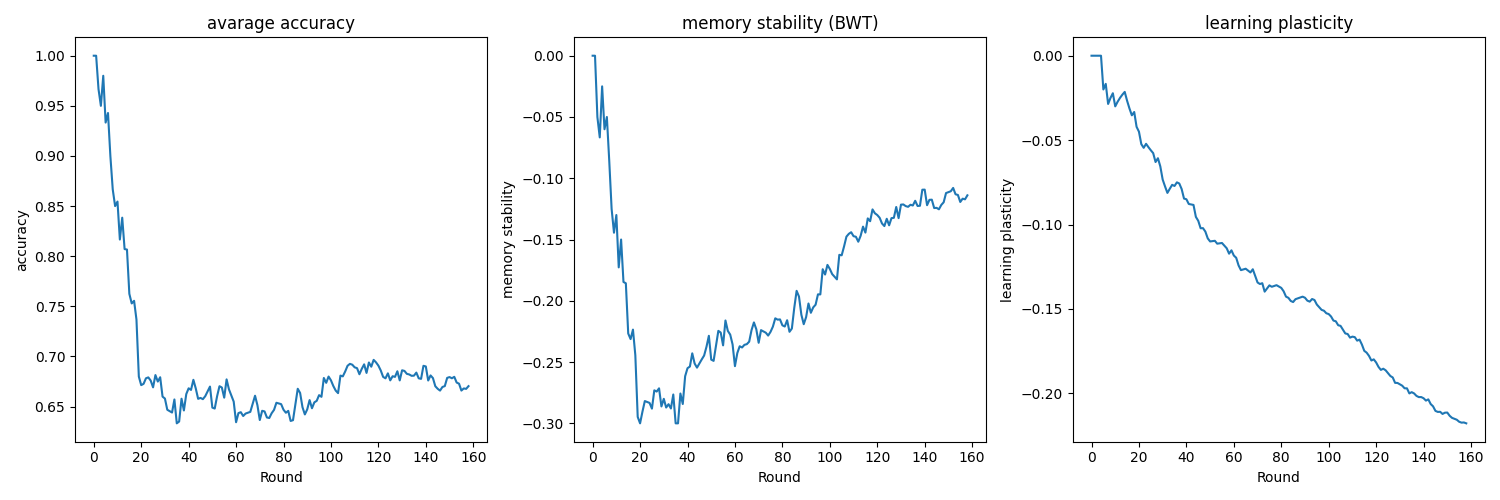 avarage accuracy
accuracy
1.00
0.95
0.90
0.85
0.80
0.75
0.70
0.65
0 20 40 60 80 100 120 140 160
Round
memory stability (BWT)
memory stability
0.00
−0.05
−0.10
−0.15
−0.20
−0.25
−0.30
0 20 40 60 80 100 120 140 160
Round
learning plasticity
learning plasticity
0.00
−0.05
−0.10
−0.15
−0.20
0 20 40 60 80 100 120 140 160
Round